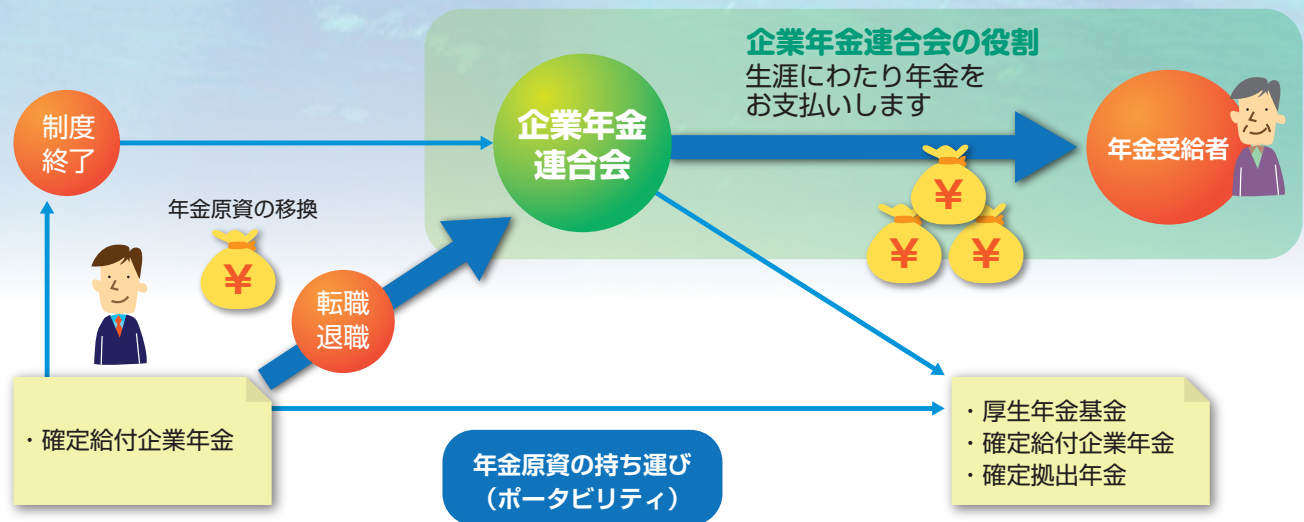 企業年金連合会の役割
生涯にわたり年金を
お支払いします
制度
終了
企業年金
連合会
年金受給者
年金原資の移換
¥
¥
¥
¥
転職
退職
・確定給付企業年金
年金原資の持ち運び
（ポータビリティ）
・厚生年金基金
・確定給付企業年金
・確定拠出年金